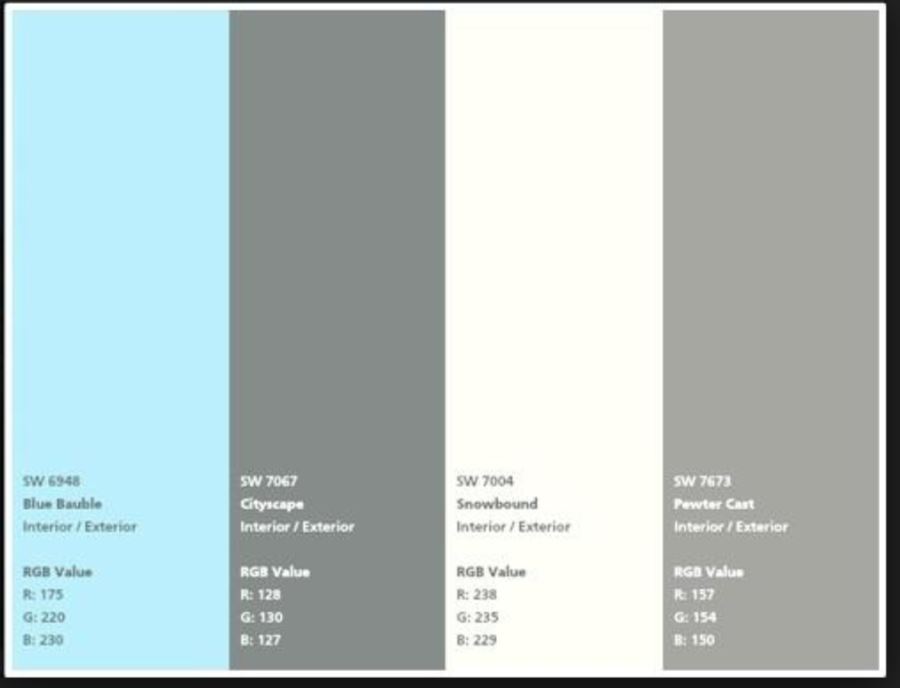 SW 6948
Blue Bauble
Interior / Exterior
RGB Value
R: 175
G: 220
B: 230
SW 7067
Cityscape
Interior / Exterior
RGB Value
R: 128
G: 130
B: 127
SW 7004
Snowbound
Interior / Exterior
RGB Value
R: 238
G: 235
B: 229
SW 7673
Pewter Cast
Interior / Exterior
RGB Value
R: 157
G: 154
B: 150